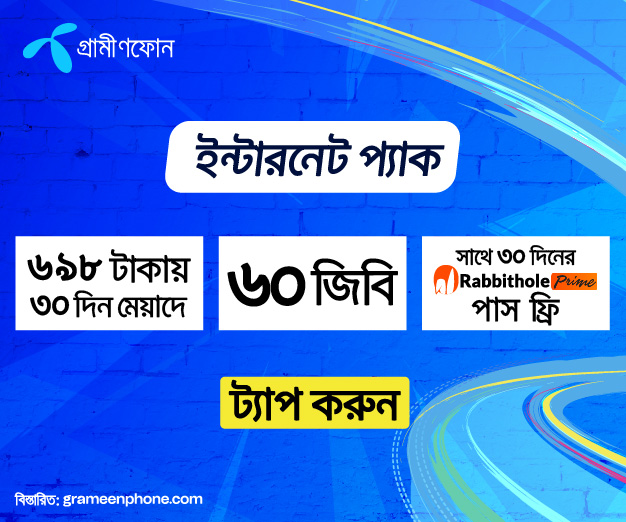 গ্রামীণফোন
ইন্টারনেট প্যাক
৬৯৮ টাকায়
৩০ দিন মেয়াদে
৬০ জিবি
সাথে ৩০ দিনের
Rabbithole Prime
পাস ফ্রি
ট্যাপ করুন
বিস্তারিত: grameenphone.com